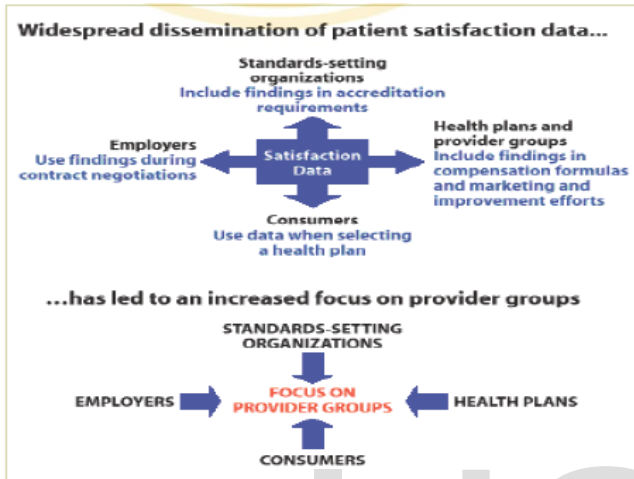 Widespread dissemination of patient satisfaction data...
Standards-setting
organizations
Include findings in accreditation
requirements
Employers
Use findings during
contract negotiations
Satisfaction
Data
Health plans and
provider groups
Include findings in
compensation formulas
and marketing and
improvement efforts
Consumers
Use data when selecting
a health plan
...has led to an increased focus on provider groups
STANDARDS-SETTING
ORGANIZATIONS
EMPLOYERS
FOCUS ON
PROVIDER GROUPS
HEALTH PLANS
CONSUMERS